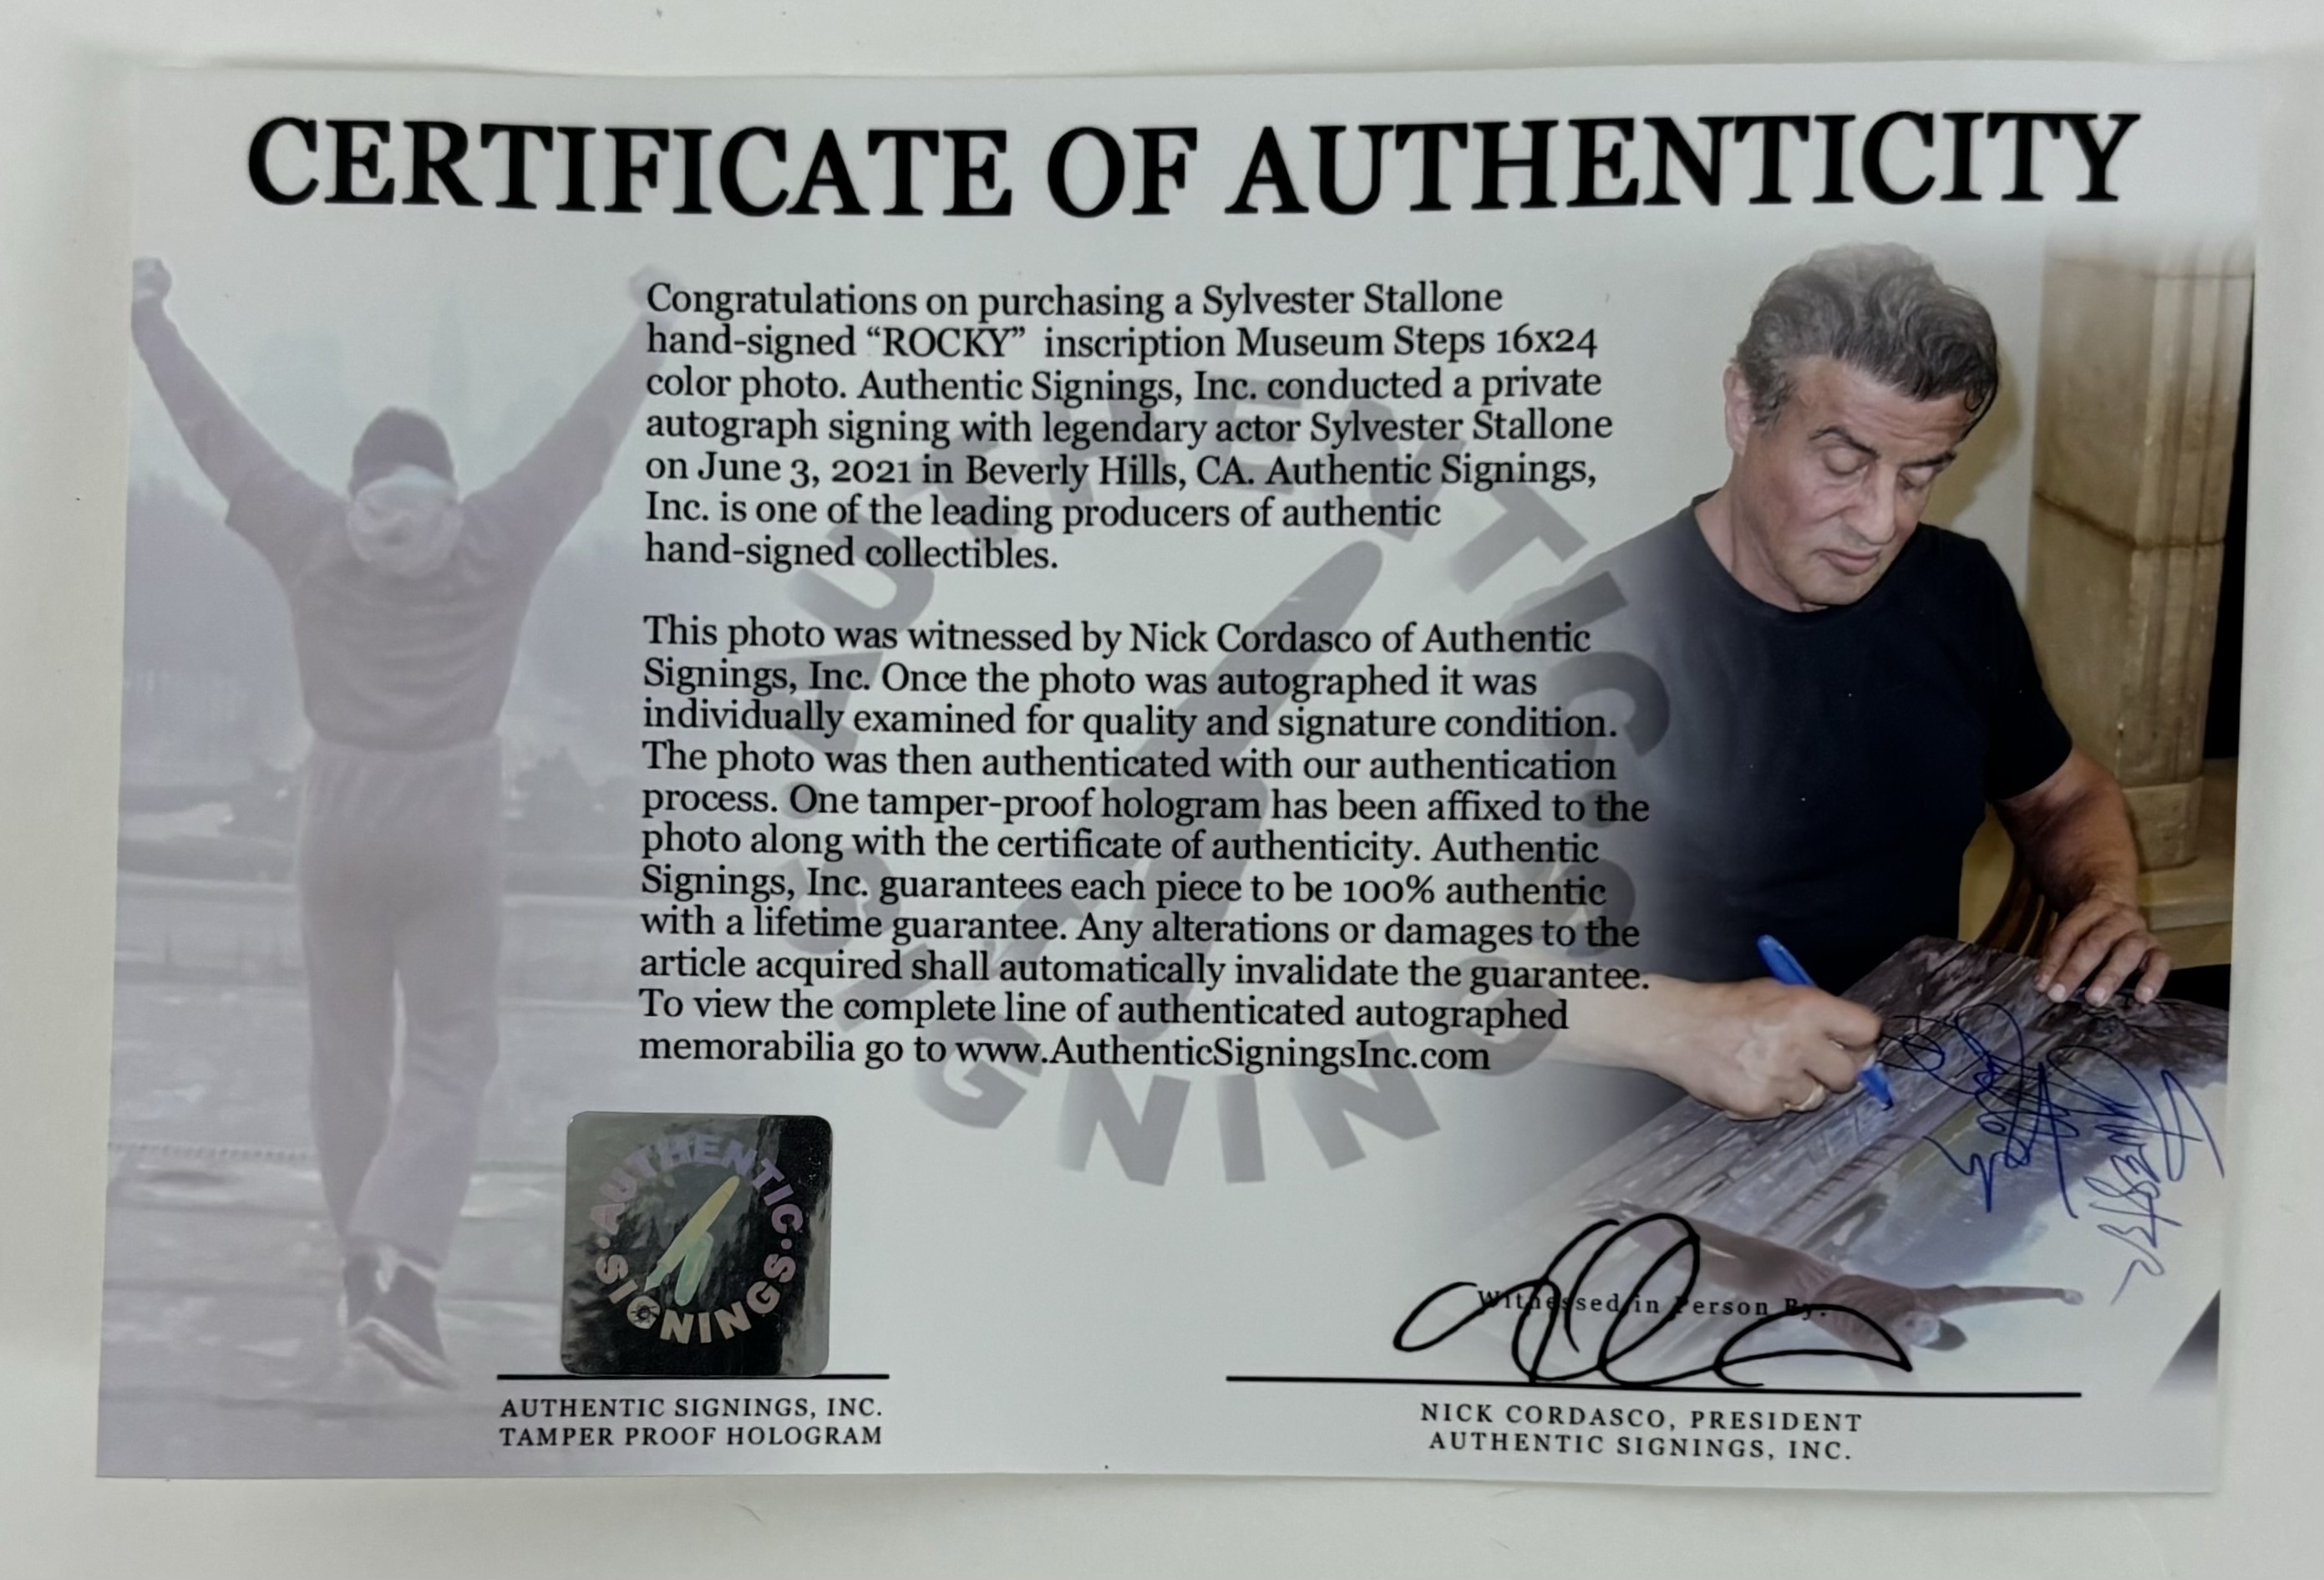 CERTIFICATE OF AUTHENTICITY
Congratulations on purchasing a Sylvester Stallone
hand-signed “ROCKY” inscription Museum Steps 16x24
color photo. Authentic Signings, Inc. conducted a private
autograph signing with legendary actor Sylvester Stallone
on June 3, 2021 in Beverly Hills, CA. Authentic Signings,
Inc. is one of the leading producers of authentic
hand-signed collectibles.
This photo was witnessed by Nick Cordasco of Authentic
Signings, Inc. Once the photo was autographed it was
individually examined for quality and signature condition.
The photo was then authenticated with our authentication
process. One tamper-proof hologram has been affixed to the
photo along with the certificate of authenticity. Authentic
Signings, Inc. guarantees each piece to be 100% authentic
with a lifetime guarantee. Any alterations or damages to the
article acquired shall automatically invalidate the guarantee.
To view the complete line of authenticated autographed
memorabilia go to www.AuthenticSigningsInc.com
AUTHENTIC SIGNINGS
AUTHENTIC SIGNINGS
Witnessed in Person By:
AUTHENTIC SIGNINGS, INC.
TAMPER PROOF HOLOGRAM
NICK CORDASCO, PRESIDENT
AUTHENTIC SIGNINGS, INC.